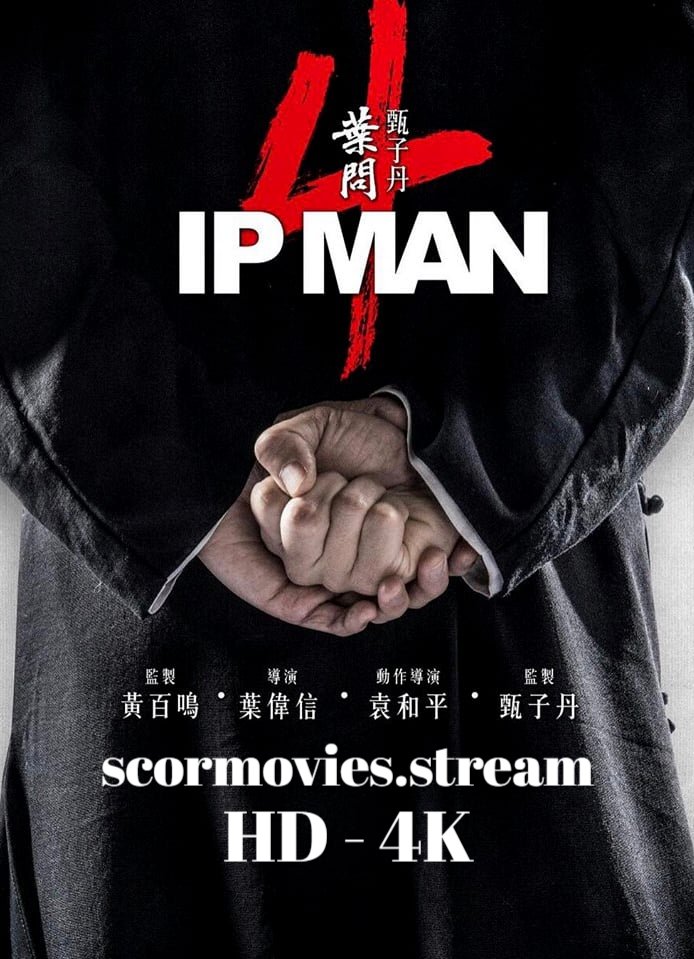 4
葉問
甄子丹
IP MAN
監製 導演 動作導演 監製
黃百鳴 · 葉偉信 · 袁和平 · 甄子丹
scormovies.stream
HD - 4K